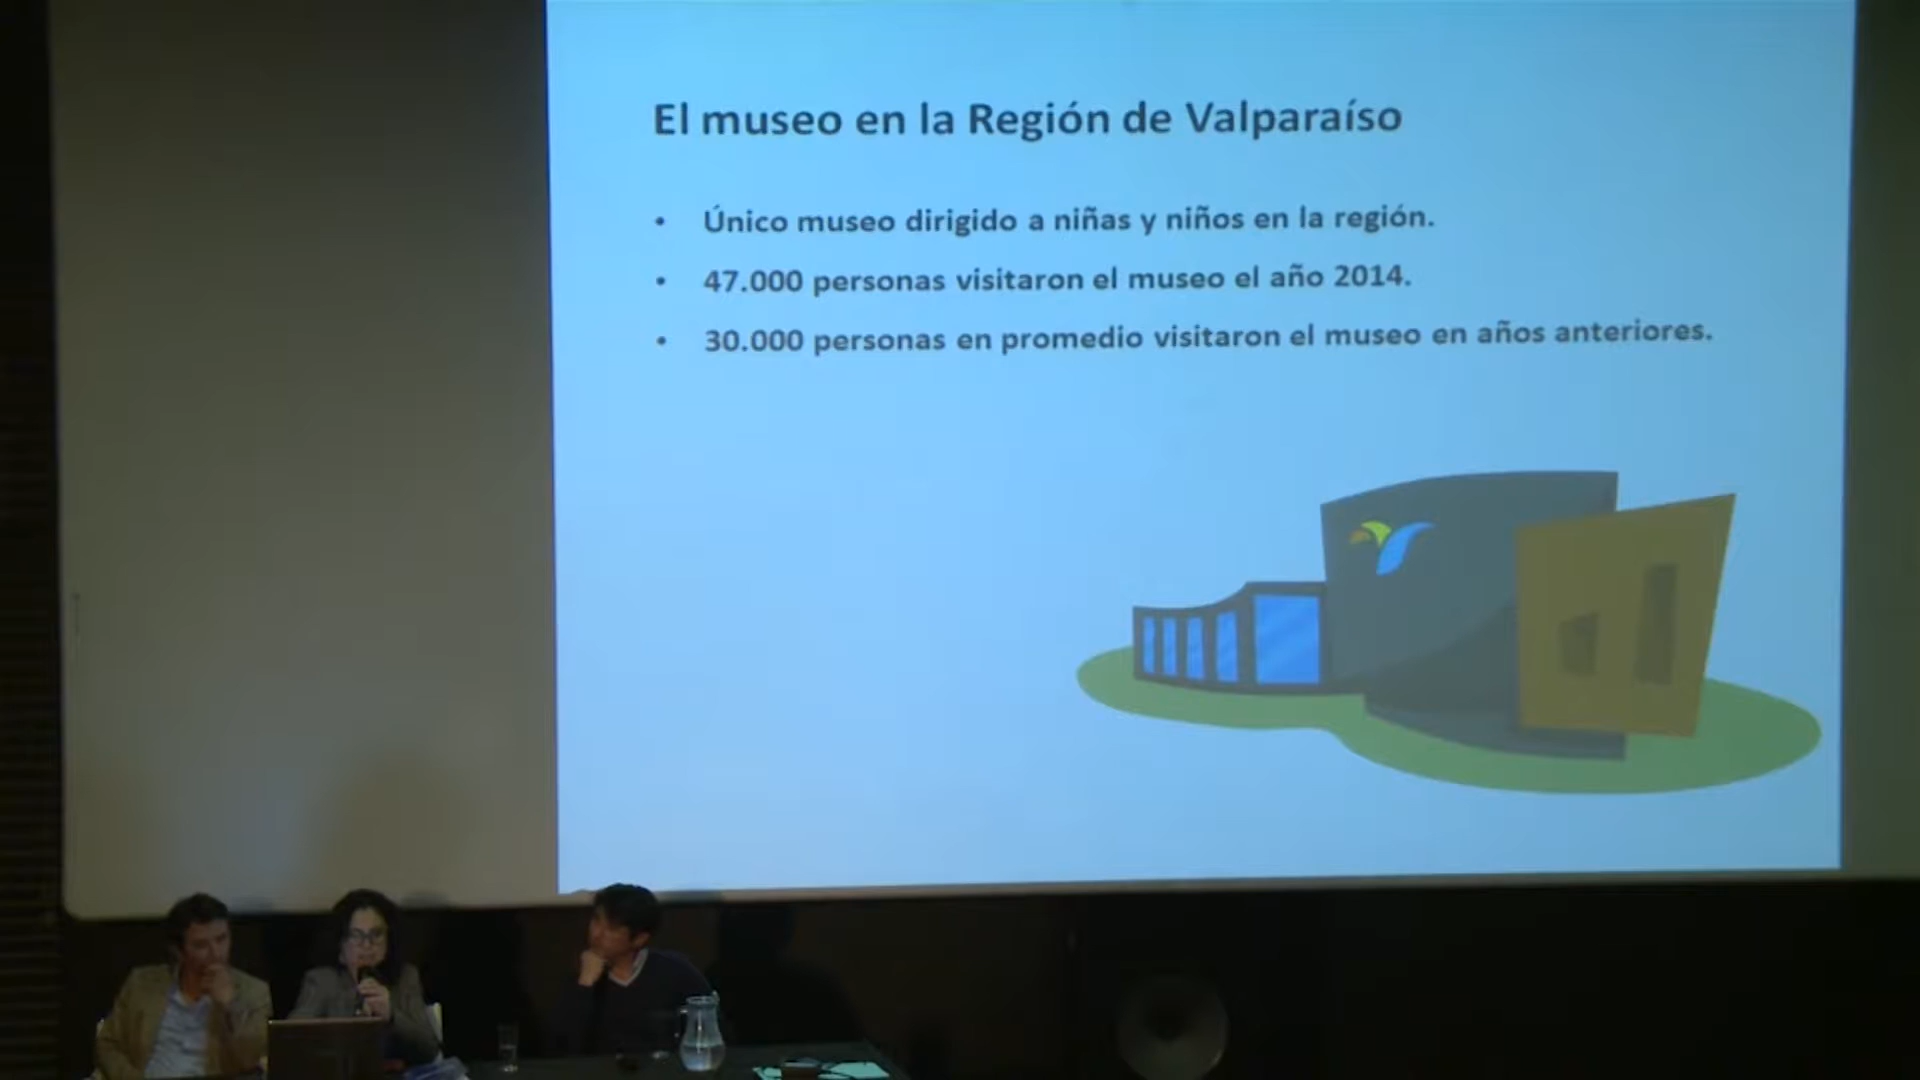 El museo en la Región de Valparaíso
• Único museo dirigido a niñas y niños en la región.
• 47.000 personas visitaron el museo el año 2014.
• 30.000 personas en promedio visitaron el museo en años anteriores.